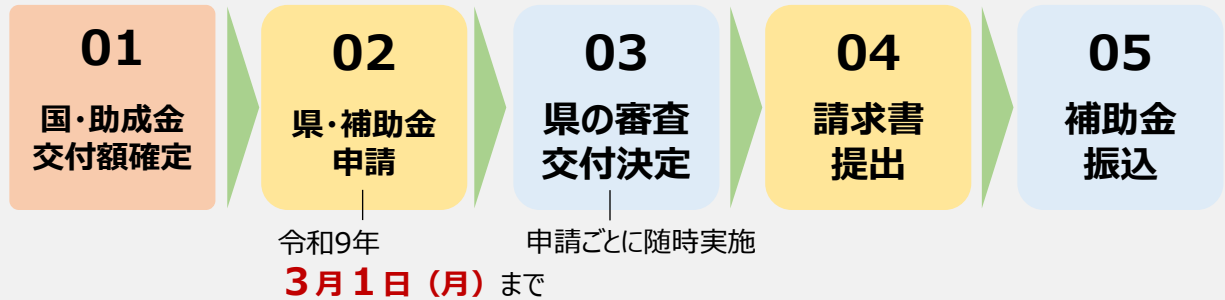 01
国・助成金
交付額確定
02
県・補助金
申請
03
県の審査
交付決定
04
請求書
提出
05
補助金
振込
令和9年
3月1日（月）まで
申請ごとに随時実施